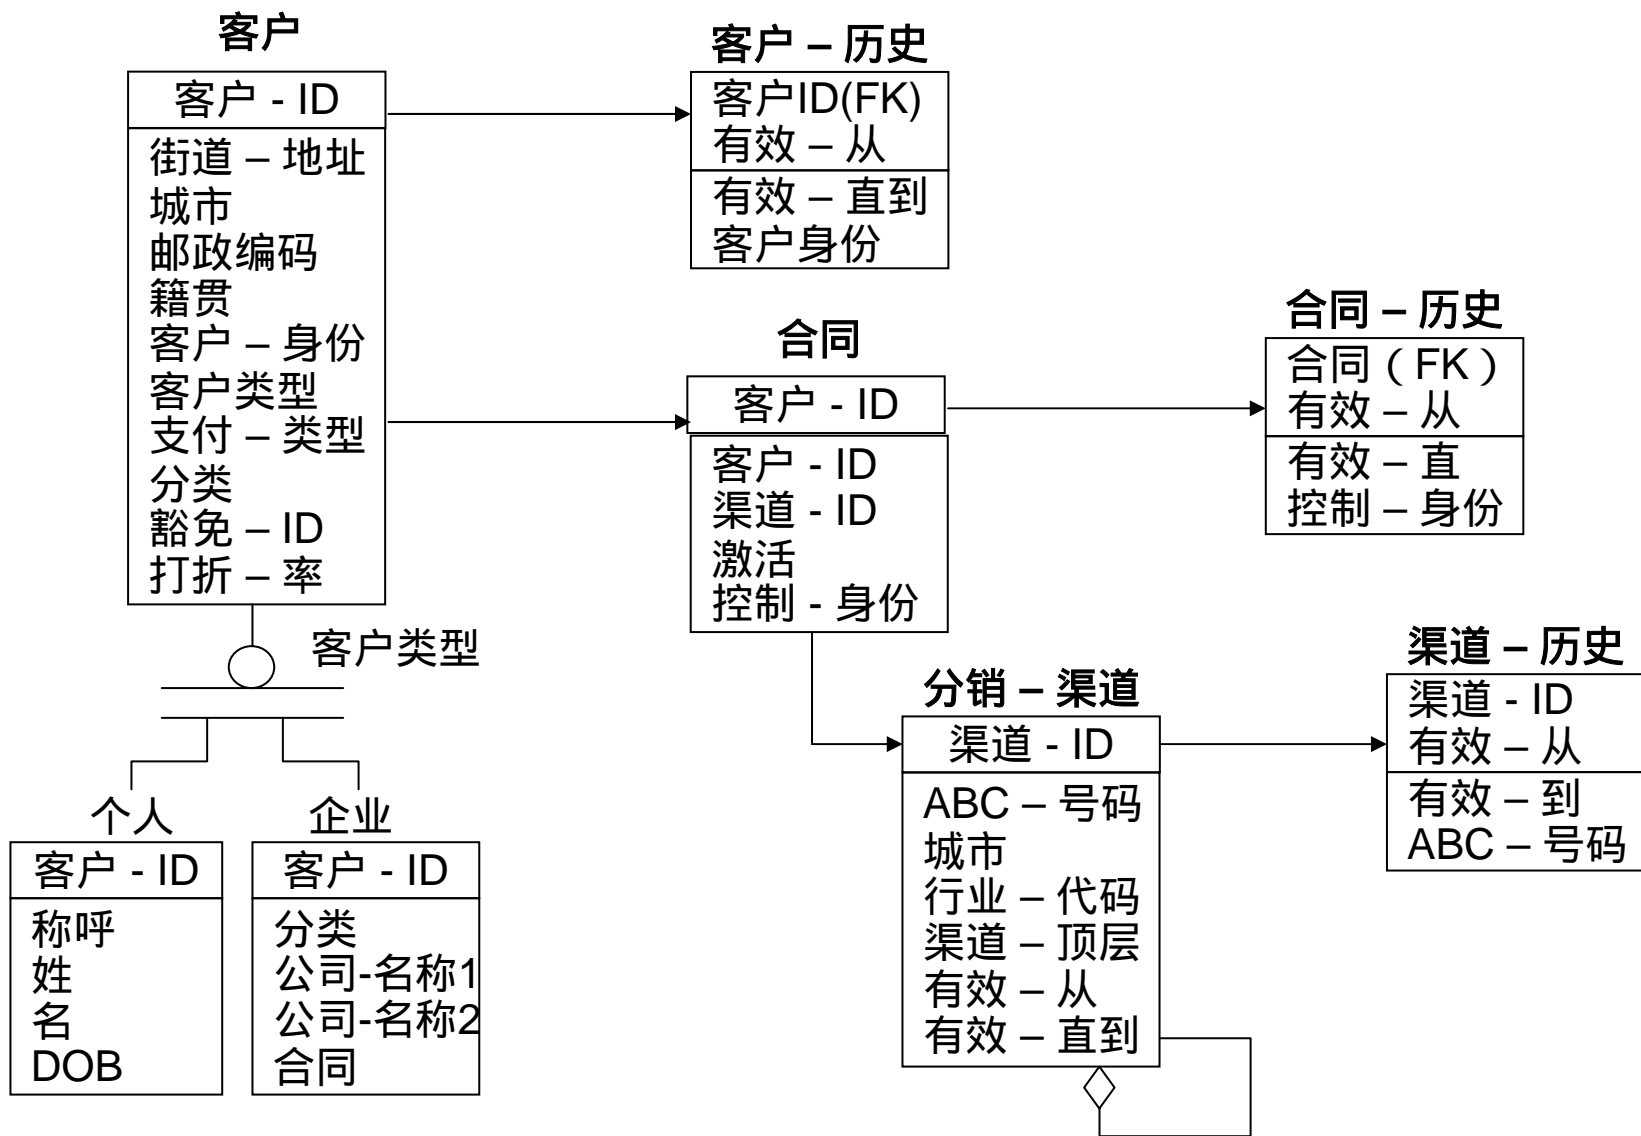 客户
客户 - ID
街道 – 地址
城市
邮政编码
籍贯
客户 – 身份
客户类型
支付 – 类型
分类
豁免 – ID
打折 – 率
客户类型
个人
客户 - ID
称呼
姓
名
DOB
企业
客户 - ID
分类
公司-名称1
公司-名称2
合同
客户 – 历史
客户ID(FK)
有效 – 从
有效 – 直到
客户身份
合同
客户 - ID
客户 - ID
渠道 - ID
激活
控制 - 身份
合同 – 历史
合同（FK）
有效 – 从
有效 – 直
控制 – 身份
分销 – 渠道
渠道 - ID
ABC – 号码
城市
行业 – 代码
渠道 – 顶层
有效 – 从
有效 – 直到
渠道 – 历史
渠道 - ID
有效 – 从
有效 – 到
ABC – 号码